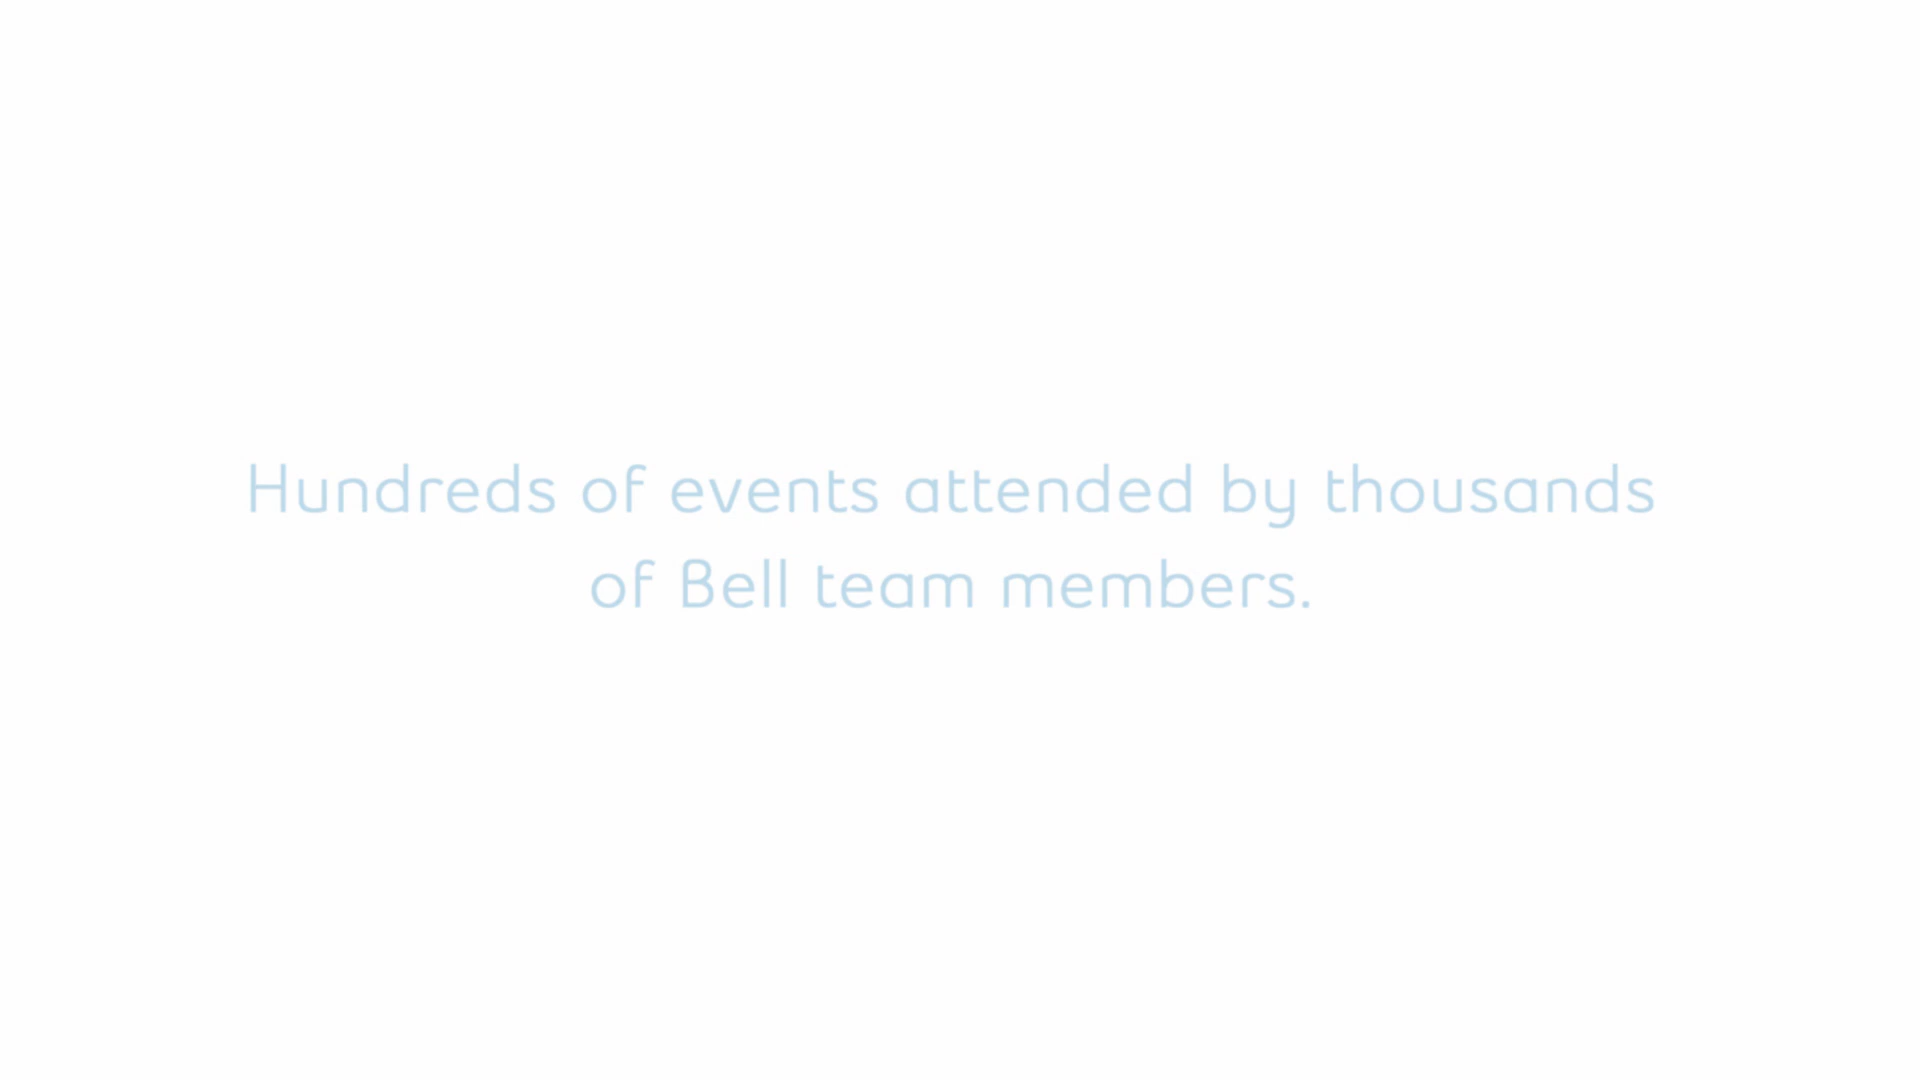 Hundreds of events attended by thousands
of Bell team members.